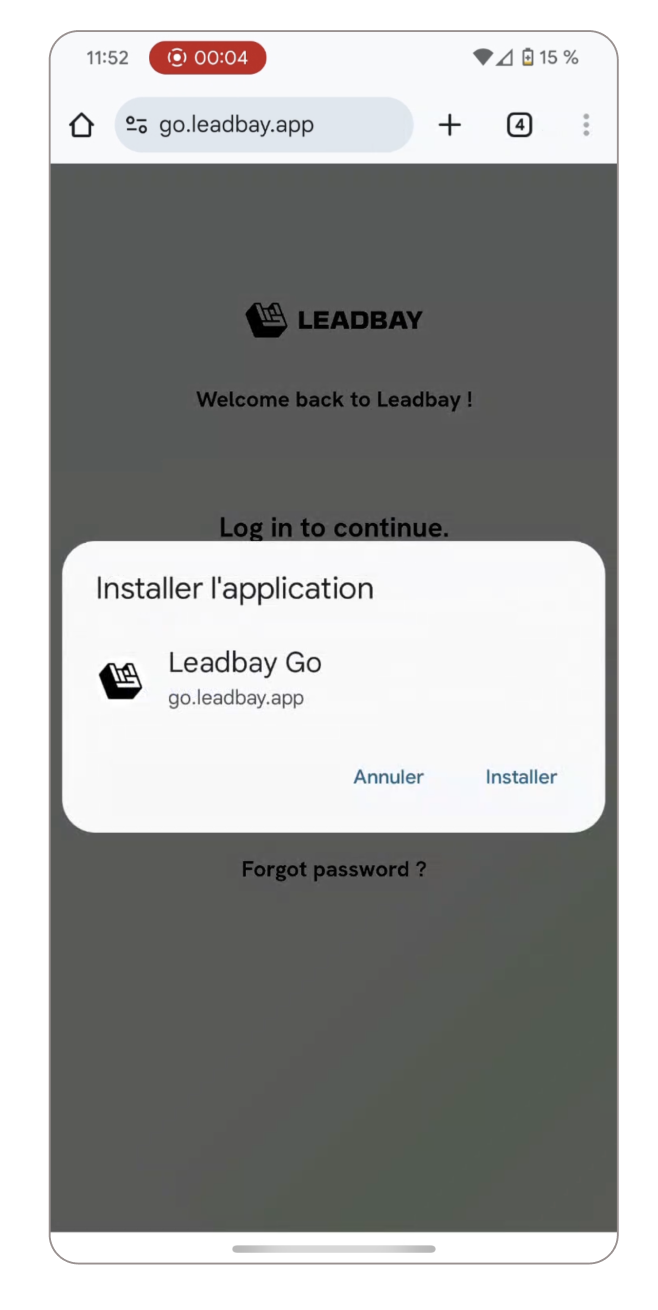 11:52 00:04 15 %
go.leadbay.app 4
LEADBAY
Welcome back to Leadbay !
Log in to continue.
Installer l'application
Leadbay Go
go.leadbay.app
Annuler Installer
Forgot password ?